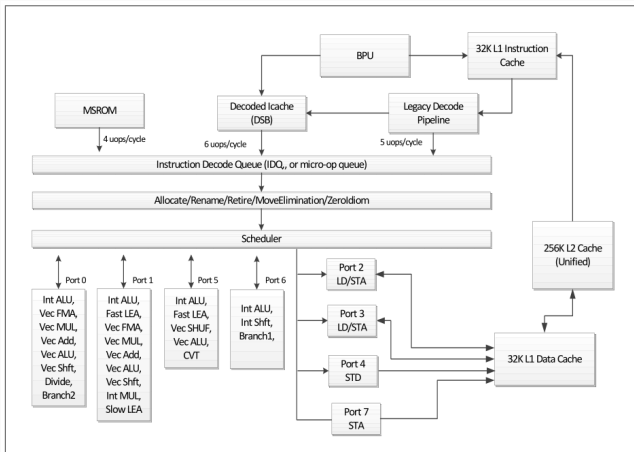 BPU
32K L1 Instruction
Cache
MSROM
Decoded Icache
(DSB)
Legacy Decode
Pipeline
4 uops/cycle
6 uops/cycle
5 uops/cycle
Instruction Decode Queue (IDQ,, or micro-op queue)
Allocate/Rename/Retire/MoveElimination/ZeroIdiom
Scheduler
256K L2 Cache
(Unified)
Port 0
Port 1
Port 5
Port 6
Int ALU,
Vec FMA,
Vec MUL,
Vec Add,
Vec ALU,
Vec Shft,
Divide,
Branch2
Int ALU,
Fast LEA,
Vec FMA,
Vec MUL,
Vec Add,
Vec ALU,
Vec Shft,
Int MUL,
Slow LEA
Int ALU,
Fast LEA,
Vec SHUF,
Vec ALU,
CVT
Int ALU,
Int Shft,
Branch1,
Port 2
LD/STA
Port 3
LD/STA
Port 4
STD
Port 7
STA
32K L1 Data Cache